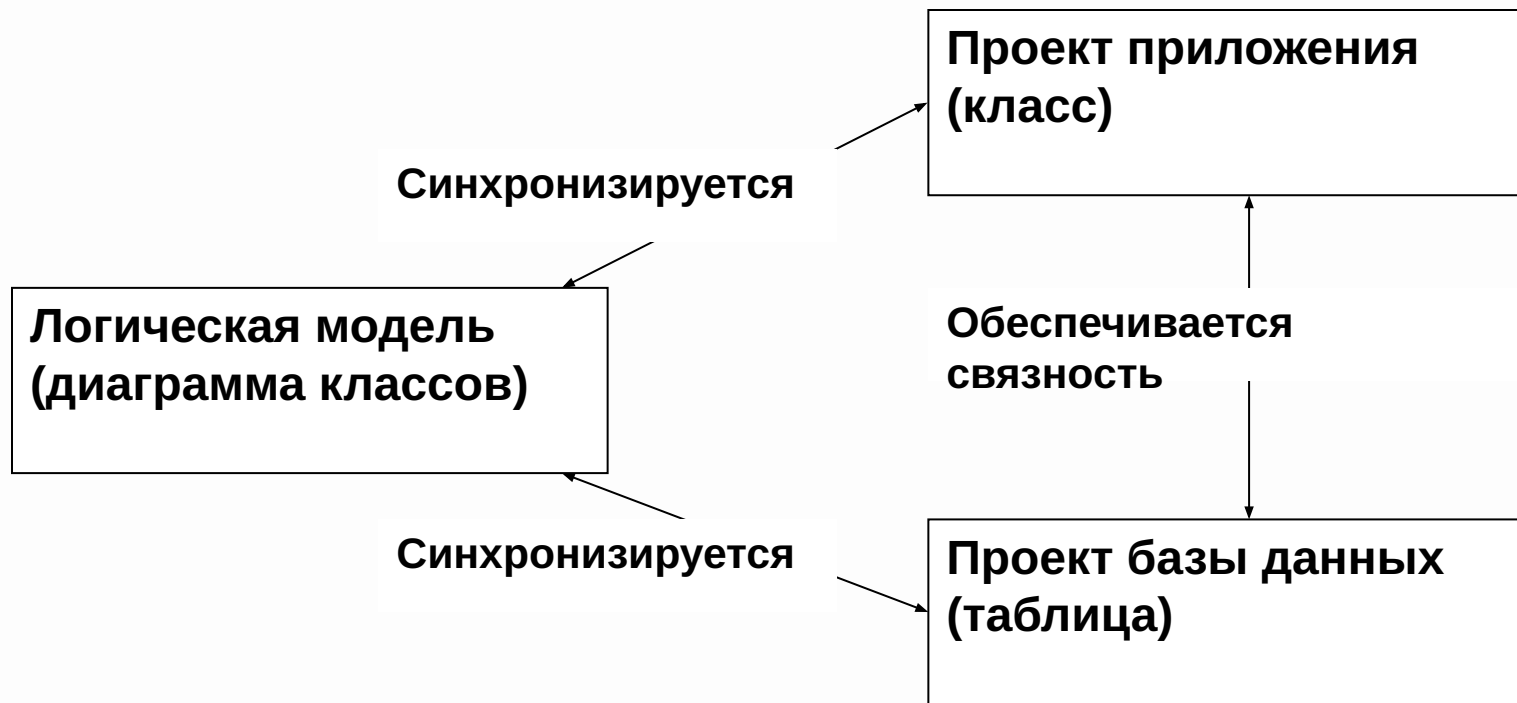 Проект приложения
(класс)
Синхронизируется
Логическая модель
(диаграмма классов)
Обеспечивается
связность
Синхронизируется
Проект базы данных
(таблица)